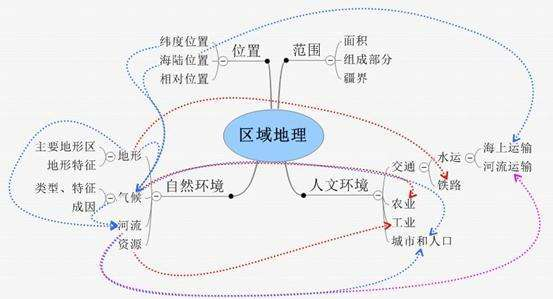 纬度位置
海陆位置
相对位置
位置
范围
面积
组成部分
疆界
区域地理
主要地形区
地形特征
地形
类型、特征
成因
气候
河流
资源
自然环境
人文环境
交通
水运
海上运输
河流运输
铁路
农业
工业
城市和人口